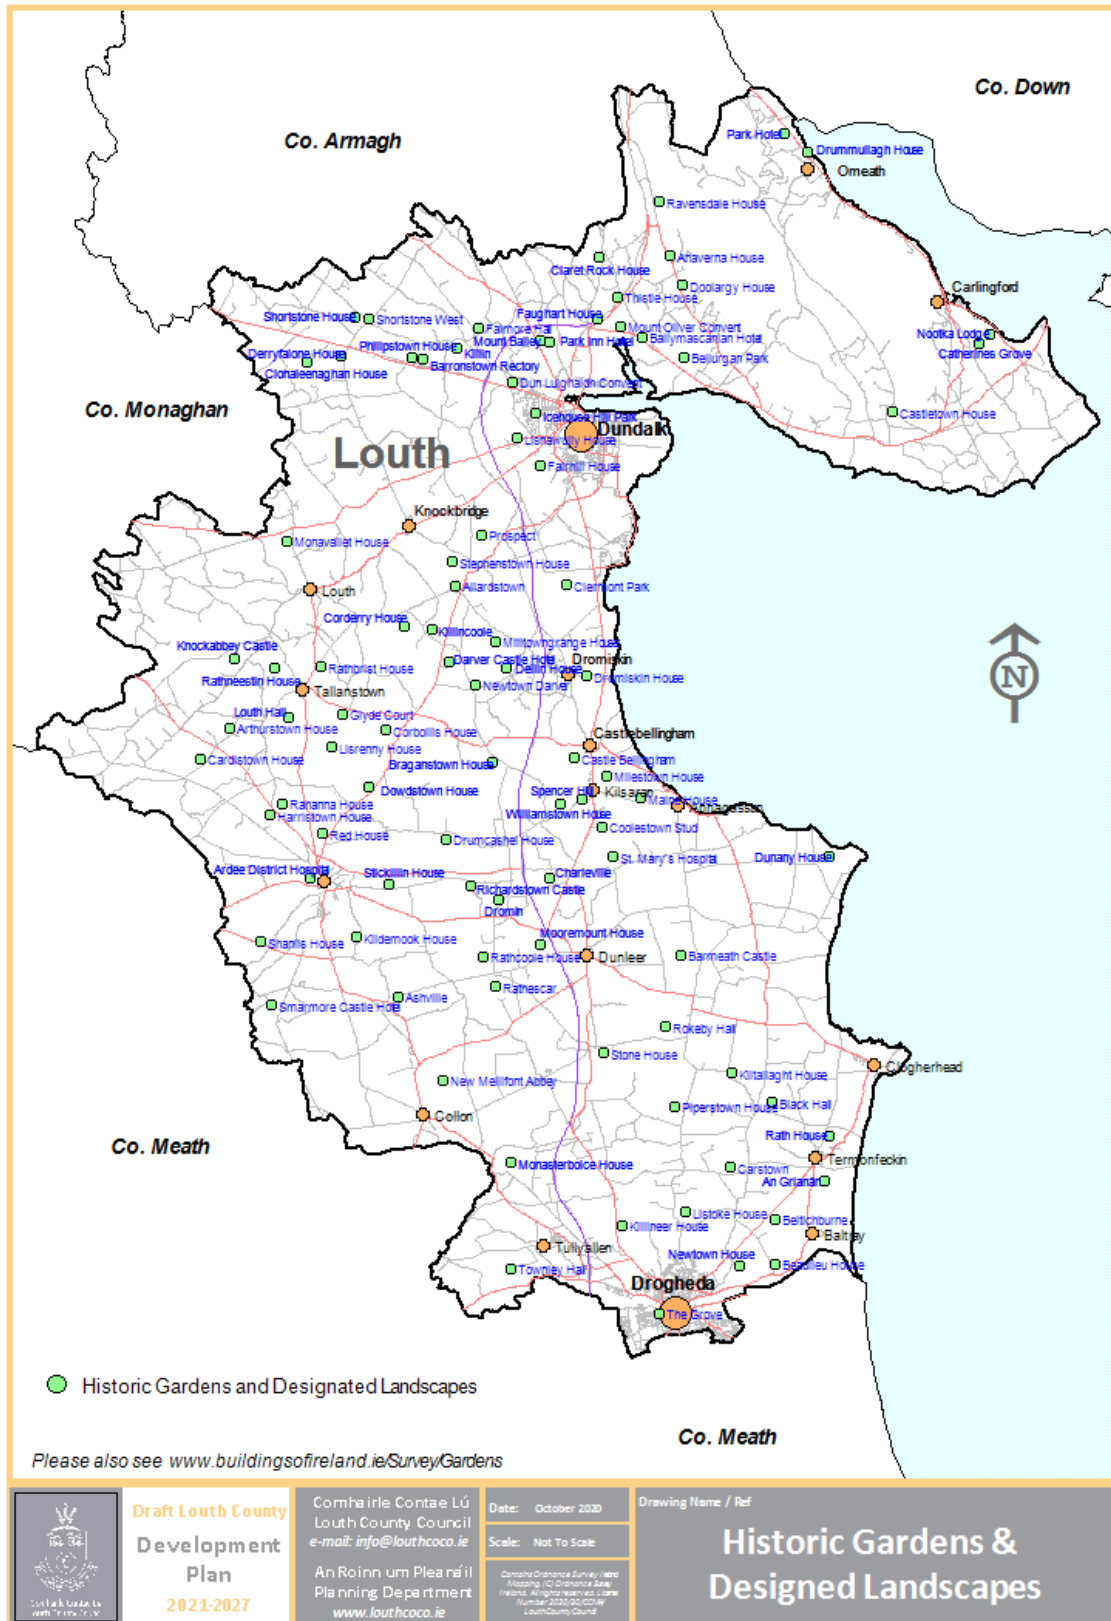 Co. Down
Co. Armagh
Park Hotel
Drummullagh House
Omeath
Ravensdale House
Claret Rock House
Anaverna House
Doolargy House
Thistle House
Carlingford
Shortstone House
Shortstone West
Faughart House
Falmore Hall
Mount Oliver Convent
Nootka Lodge
Mount Bailey
Park Inn Hotel
Ballymascanlan Hotel
Catherines Grove
Philipstown House
Killin
Derryfalone House
Barronstown Rectory
Bellurgan Park
Clonaleenaghan House
Dun Lughaidh Convent
Co. Monaghan
Icehouse Hill Park
Castletown House
Dundalk
Lisnawully House
Louth
Fairhill House
Knockbridge
Prospect
Monavallet House
Stephenstown House
Allardstown
Clermont Park
Louth
Corderry House
Killincoole
Milltowngrange House
Knockabbey Castle
Darver Castle Hotel
Dromiskin
Rathbrist House
Dellin House
Dromiskin House
Rathneestin House
Newtown Darver
Tallanstown
Louth Hall
Glyde Court
Arthurstown House
Corbollis House
Castlebellingham
Lisrenny House
Cardistown House
Braganstown House
Castle Bellingham
Milestown House
Dowdstown House
Spencer Hill
Kilsaran
Maine House
Rahanna House
Williamstown House
Harristown House
Coolestown Stud
Red House
Drumcashel House
St. Mary's Hospital
Dunany House
Ardee District Hospital
Stickillin House
Charleville
Richardstown Castle
Dromin
Shanlis House
Kildemock House
Mooremount House
Rathcoole House
Dunleer
Barmeath Castle
Rathescar
Smarmore Castle Hotel
Ashville
Rokeby Hall
Stone House
Clogherhead
Kiltallaght House
New Mellifont Abbey
Black Hall
Piperstown House
Collon
Rath House
Co. Meath
Termonfeckin
Monasterboice House
Carstown
An Grianan
Listoke House
Beltichburne
Killineer House
Baltray
Tullyallen
Newtown House
Beaulieu House
Townley Hall
Drogheda
The Grove
Historic Gardens and Designated Landscapes
Co. Meath
Please also see www.buildingsofireland.ie/Survey/Gardens
N
Draft Louth County
Development
Plan
2021-2027
Comhairle Contae Lú
Louth County Council
e-mail: info@louthcoco.ie
An Roinn um Pleanáil
Planning Department
www.louthcoco.ie
Date: October 2020
Scale: Not To Scale
Drawing Name / Ref
Historic Gardens &
Designed Landscapes